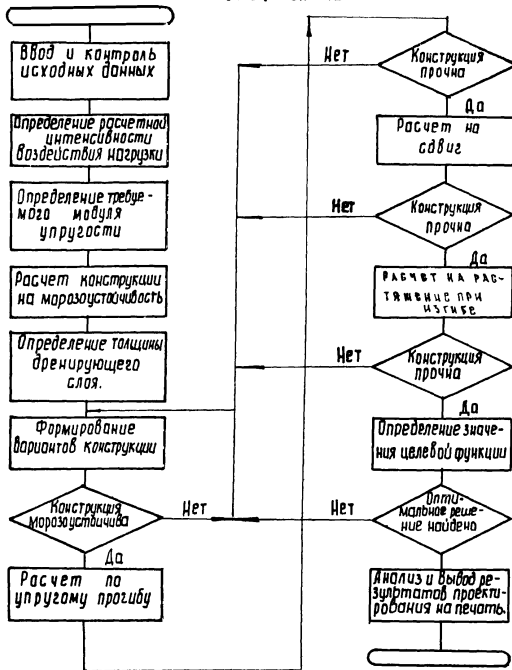 Ввод и контроль
исходных данных
Определение расчетной
интенсивности
воздействия нагрузки
Определение требуе-
мого модуля
упругости
Расчет конструкции
на морозоустойчивость
Определение толщины
дренирующего
слоя.
Формирование
вариантов конструкции
Конструкция
морозоустойчива
Нет
Да
Расчет по
упругому прогибу
Нет
Конструкция
прочна
Да
Расчет на
сдвиг
Нет
Конструкция
прочна
Да
РАСЧЕТ НА РАС-
ТЯЖЕНИЕ ПРИ
ИЗГИБЕ
Нет
Конструкция
прочна
Да
Определение значе-
ния целевой функции
Нет
Опти-
мальное реше-
ние найдено
Да
Анализ и вывод ре-
зультатов проекти-
рования на печать.